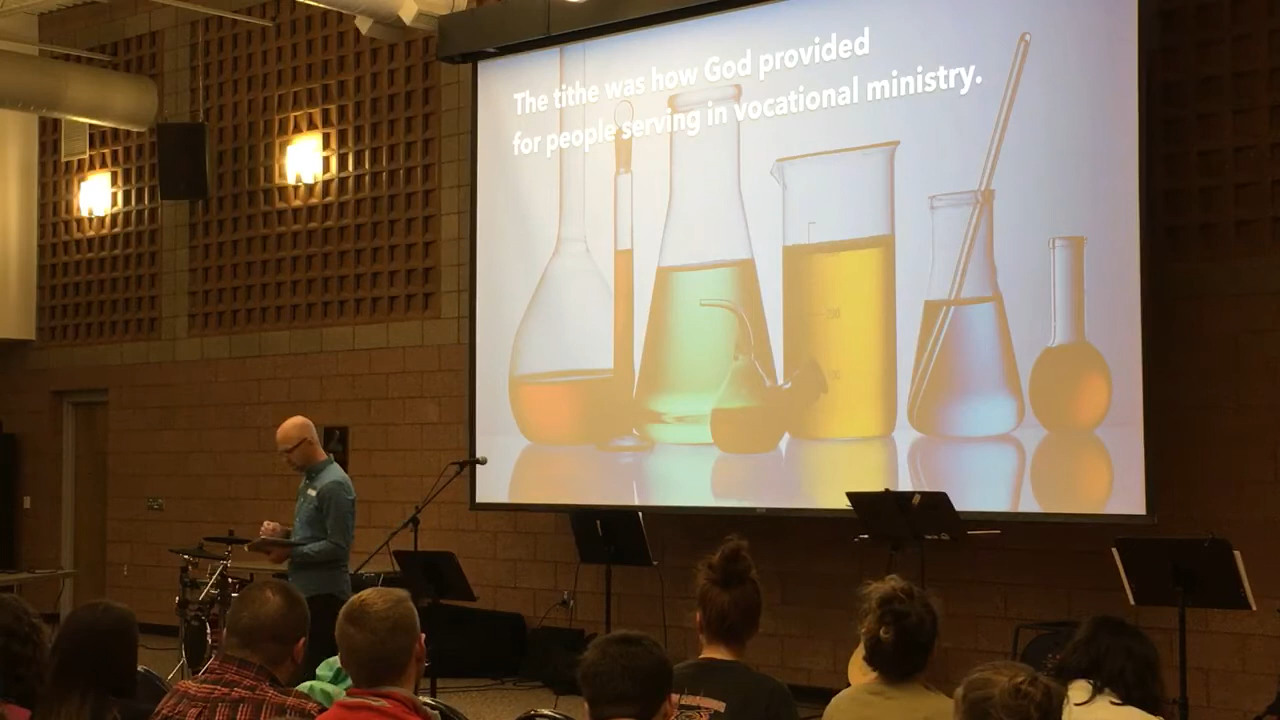 The tithe was how God provided
for people serving in vocational ministry.